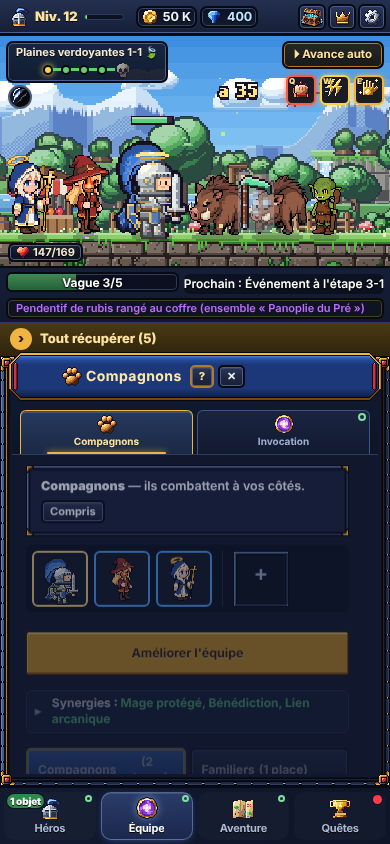 Niv. 12
50 K
400
Plaines verdoyantes 1-1
Avance auto
a 35
Q
W
E
147/169
Vague 3/5
Prochain : Événement à l'étape 3-1
Pendentif de rubis rangé au coffre (ensemble « Panoplie du Pré »)
Tout récupérer (5)
Compagnons
?
×
Compagnons
Invocation
Compagnons — ils combattent à vos côtés.
Compris
+
Améliorer l'équipe
Synergies : Mage protégé, Bénédiction, Lien
arcanique
Compagnons (2
Familiers (1 place)
1 objet
Héros
Équipe
Aventure
Quêtes